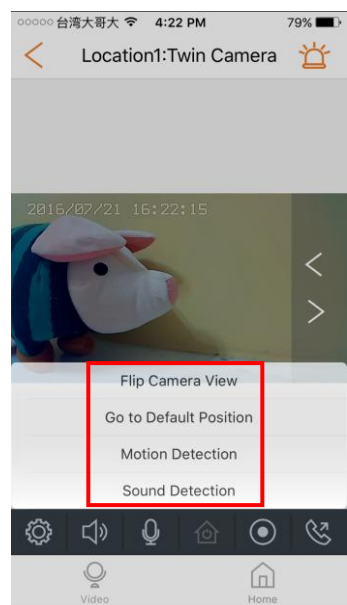 台湾大哥大 4:22 PM 79%
Location1:Twin Camera
2016/07/21 16:22:15
Flip Camera View
Go to Default Position
Motion Detection
Sound Detection
Video Home